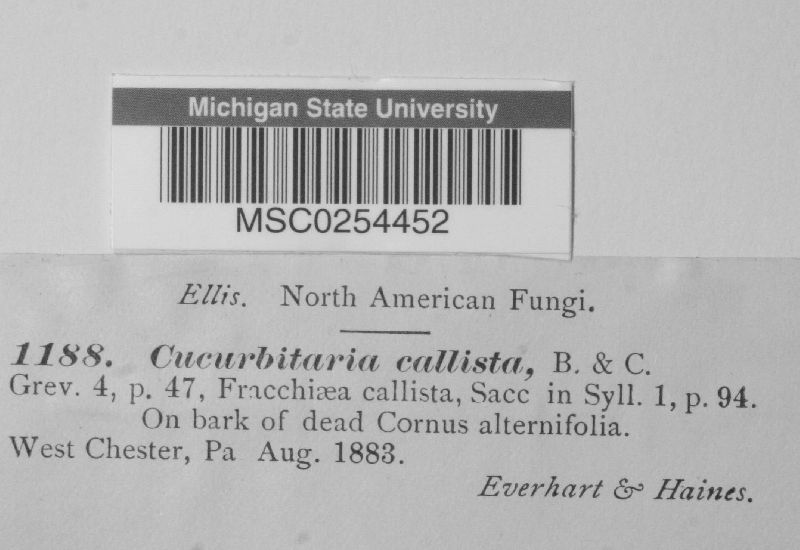 Michigan State University
MSC0254452
Ellis. North American Fungi.
1188. Cucurbitaria callista, B. & C.
Grev. 4, p. 47, Fracchiæa callista, Sacc in Syll. 1, p. 94.
On bark of dead Cornus alternifolia.
West Chester, Pa Aug. 1883.
Everhart & Haines.